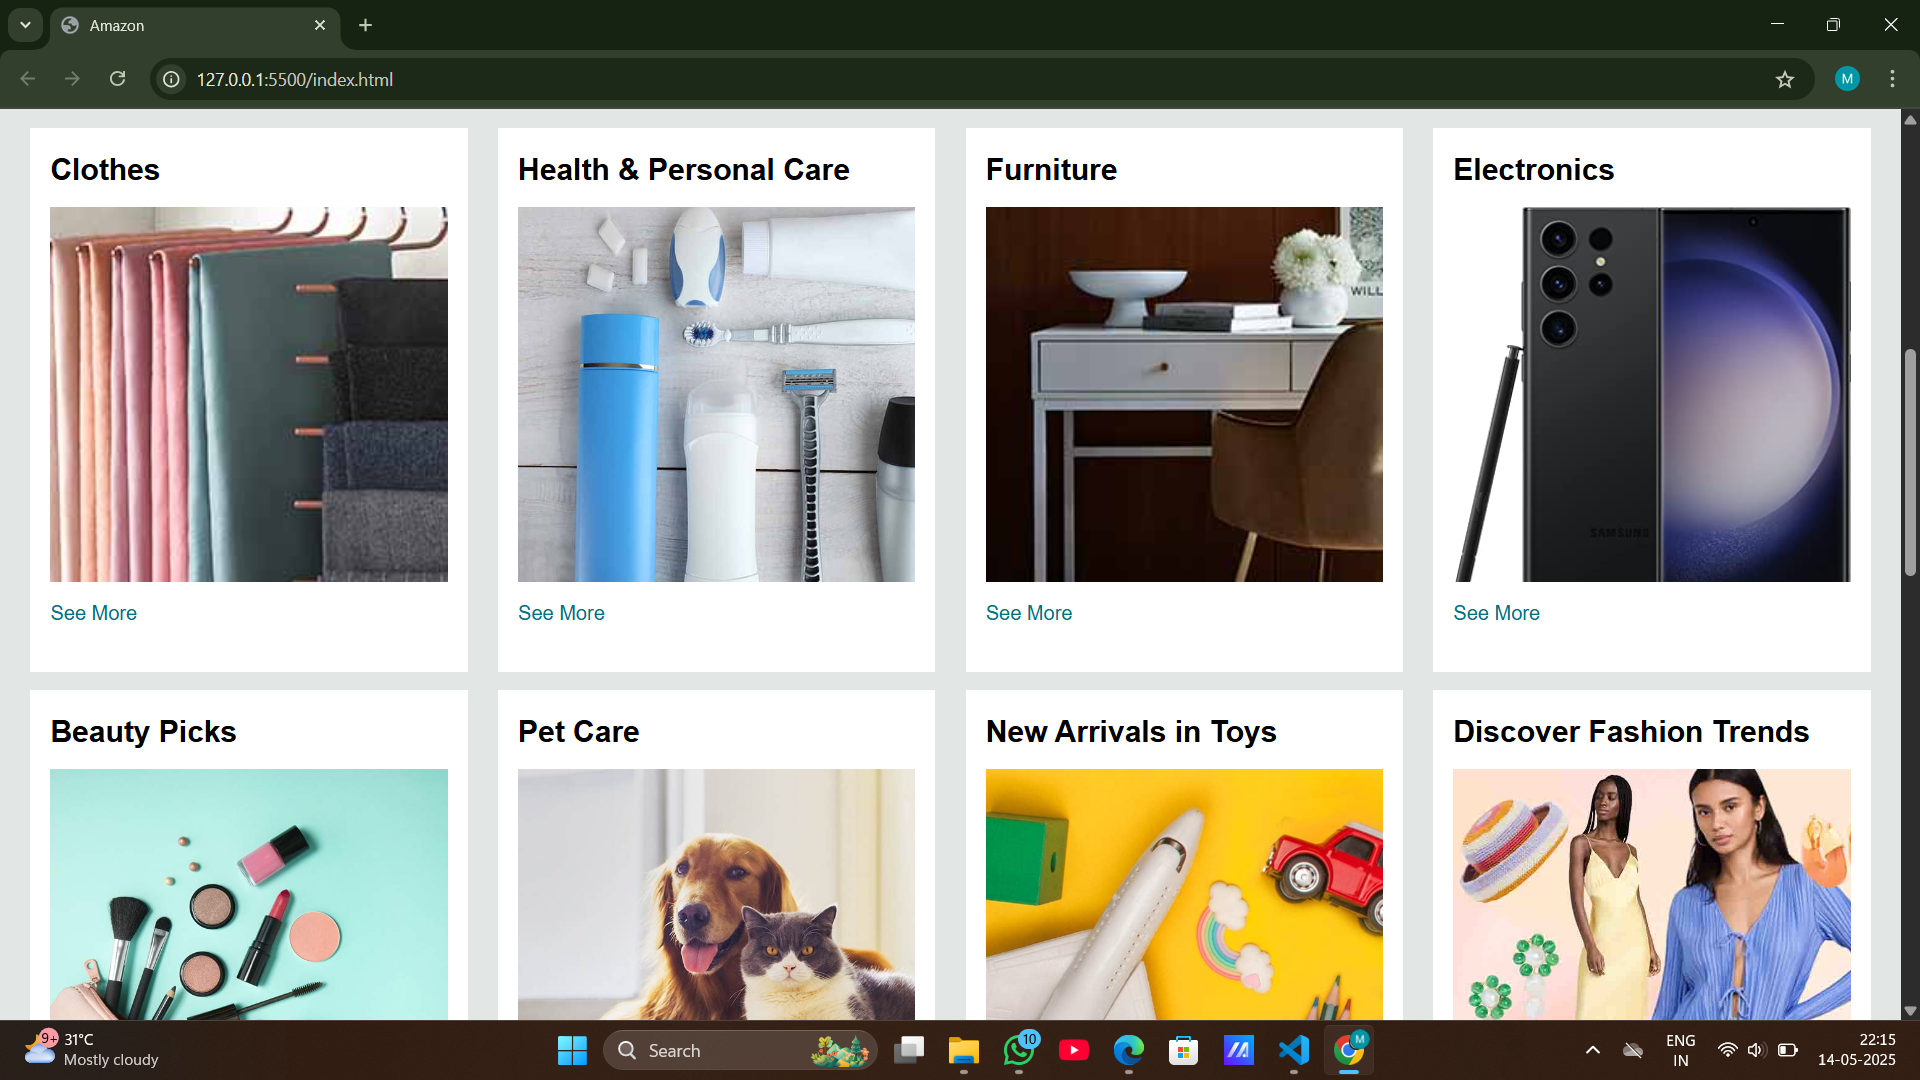 Amazon
127.0.0.1:5500/index.html
M
Clothes
Health & Personal Care
Furniture
Electronics
WILL
SAMSUNG
See More
See More
See More
See More
Beauty Picks
Pet Care
New Arrivals in Toys
Discover Fashion Trends
9+
31°C
Mostly cloudy
Search
10
M
ENG
IN
22:15
14-05-2025